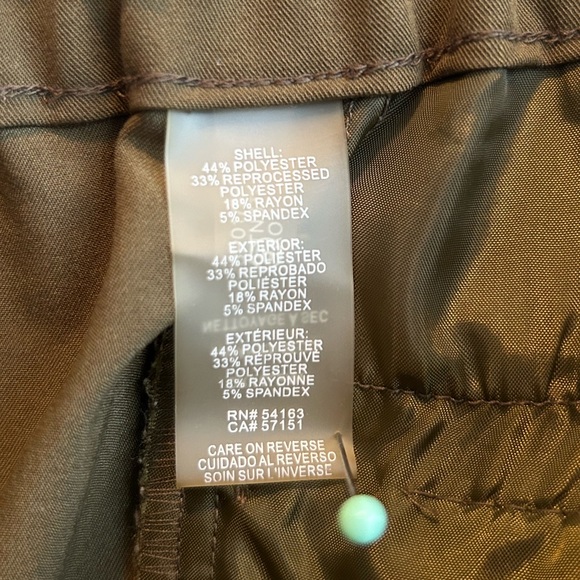 SHELL:
44% POLYESTER
33% REPROCESSED
POLYESTER
18% RAYON
5% SPANDEX
EXTERIOR:
44% POLIÉSTER
33% REPROBADO
POLIÉSTER
18% RAYON
5% SPANDEX
EXTÉRIEUR:
44% POLYESTER
33% RÉPROUVÉ
POLYESTER
18% RAYONNE
5% SPANDEX
RN# 54163
CA# 57151
CARE ON REVERSE
CUIDADO AL REVERSO
SOIN SUR L'INVERSE